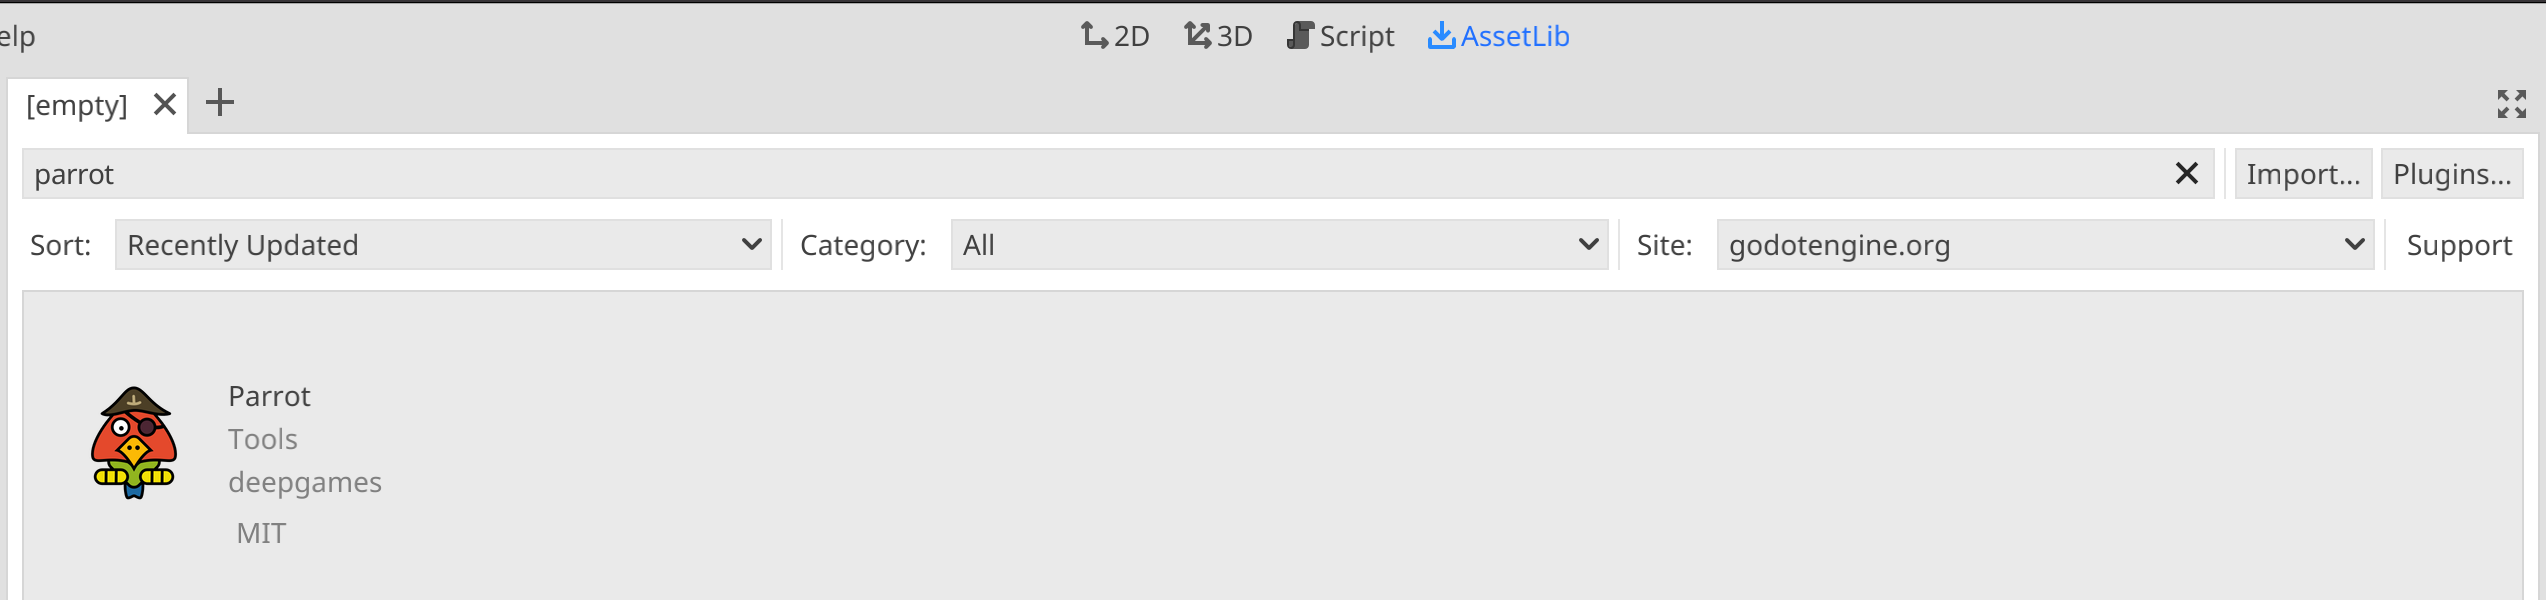 elp 2D 3D Script AssetLib
[empty]
parrot Import... Plugins...
Sort: Recently Updated Category: All Site: godotengine.org Support
Parrot
Tools
deepgames
MIT